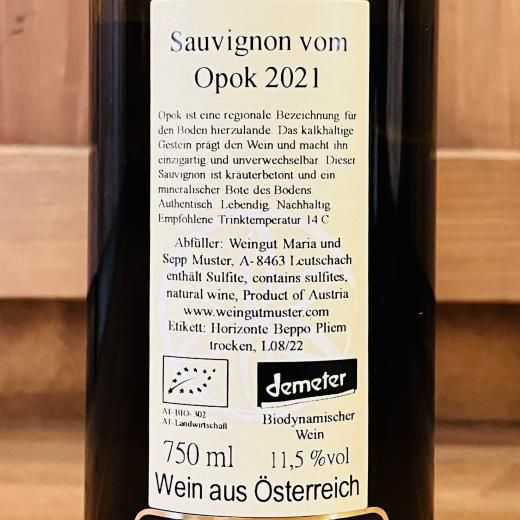 Sauvignon vom
Opok 2021
Opok ist eine regionale Bezeichnung für
den Boden hierzulande. Das kalkhältige
Gestein prägt den Wein und macht ihn
einzigartig und unverwechselbar. Dieser
Sauvignon ist kräuterbetont und ein
mineralischer Bote des Bodens.
Authentisch. Lebendig. Nachhaltig.
Empfohlene Trinktemperatur 14 C
Abfüller: Weingut Maria und
Sepp Muster, A-8463 Leutschach
enthält Sulfite, contains sulfites,
natural wine, Product of Austria
www.weingutmuster.com
Etikett: Horizonte Beppo Pliem
trocken, L08/22
demeter
AT-BIO-302
AT-Landwirtschaft
Biodynamischer
Wein
750 ml
11,5 %vol
Wein aus Österreich